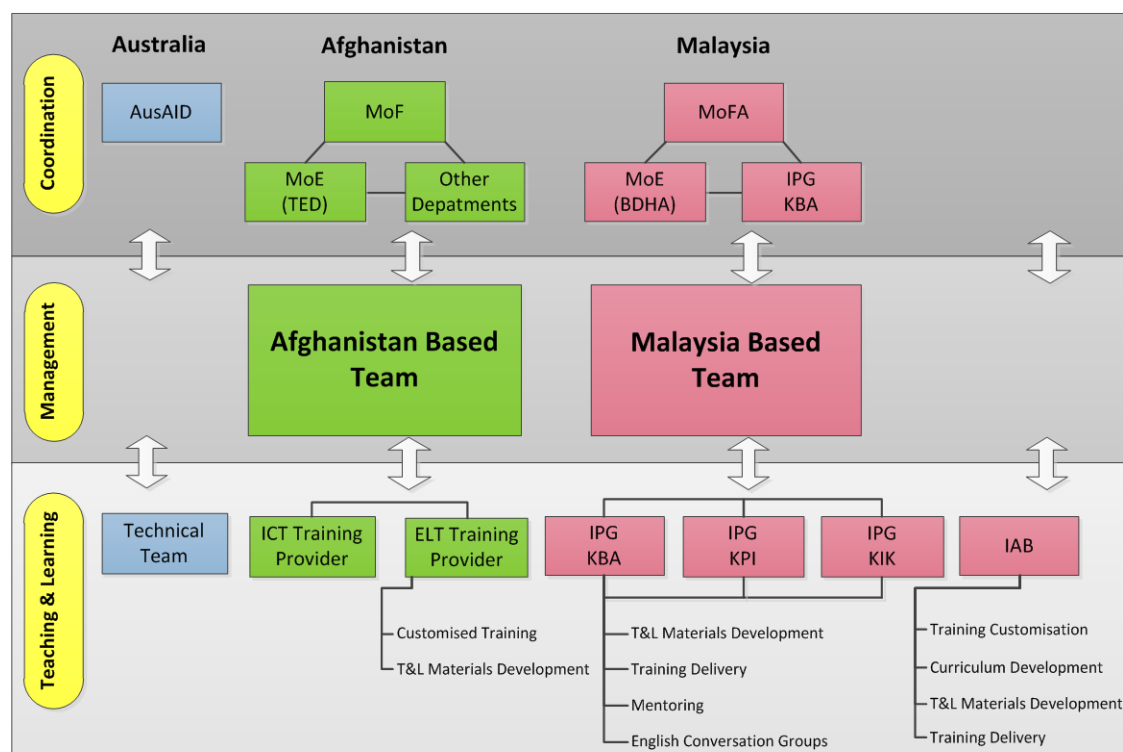 Australia
Afghanistan
Malaysia
Coordination
AusAID
MoF
MoFA
MoE
(TED)
Other
Depatments
MoE
(BDHA)
IPG
KBA
Management
Afghanistan Based
Team
Malaysia Based
Team
Teaching & Learning
Technical
Team
ICT Training
Provider
ELT Training
Provider
IPG
KBA
IPG
KPI
IPG
KIK
IAB
Customised Training
T&L Materials Development
T&L Materials Development
Training Delivery
Mentoring
English Conversation Groups
Training Customisation
Curriculum Development
T&L Materials Development
Training Delivery